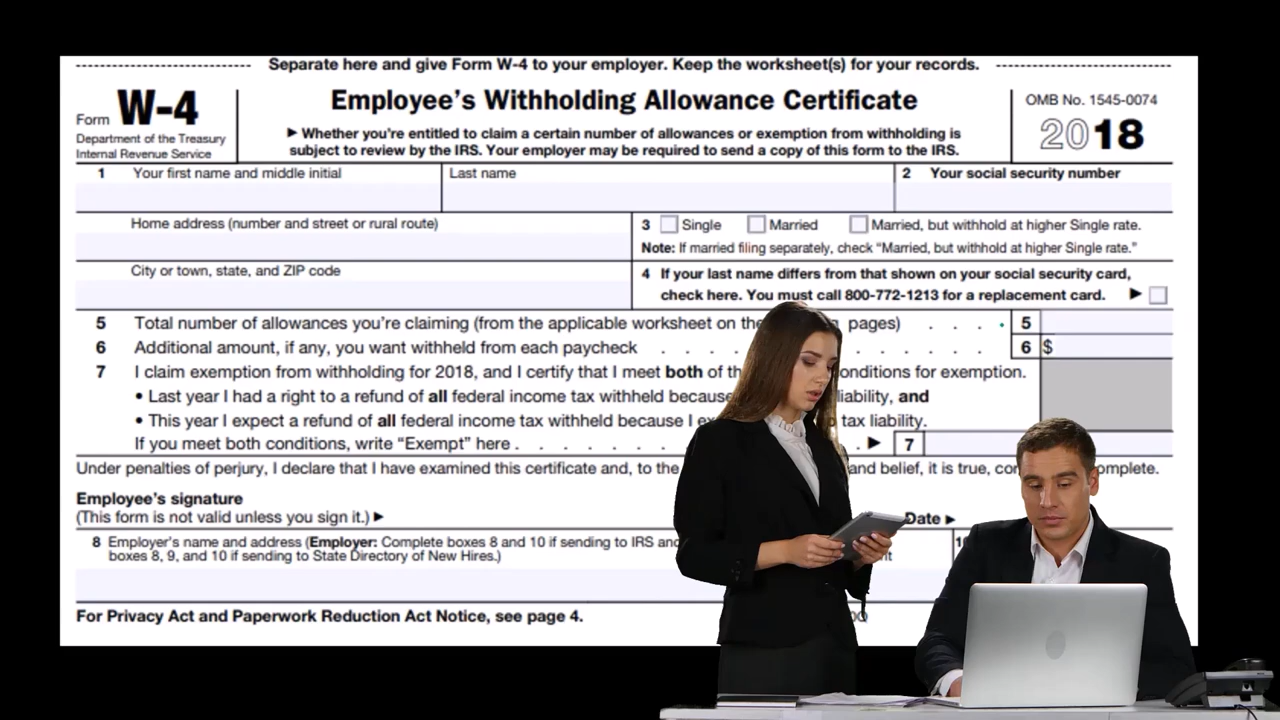 Separate here and give Form W-4 to your employer. Keep the worksheet(s) for your records.
Form W-4
Department of the Treasury
Internal Revenue Service
Employee’s Withholding Allowance Certificate
▶ Whether you’re entitled to claim a certain number of allowances or exemption from withholding is
subject to review by the IRS. Your employer may be required to send a copy of this form to the IRS.
OMB No. 1545-0074
2018
1 Your first name and middle initial
Last name
2 Your social security number
Home address (number and street or rural route)
3 Single Married Married, but withhold at higher Single rate.
Note: If married filing separately, check “Married, but withhold at higher Single rate.”
City or town, state, and ZIP code
4 If your last name differs from that shown on your social security card,
check here. You must call 800-772-1213 for a replacement card. ▶
5 Total number of allowances you’re claiming (from the applicable worksheet on the pages) . . . 5
6 Additional amount, if any, you want withheld from each paycheck . . . . . . . . . . . 6 $
7 I claim exemption from withholding for 2018, and I certify that I meet both of conditions for exemption.
• Last year I had a right to a refund of all federal income tax withheld because liability, and
• This year I expect a refund of all federal income tax withheld because I tax liability.
If you meet both conditions, write “Exempt” here . . . . . . . . . ▶ 7
Under penalties of perjury, I declare that I have examined this certificate and, to the and belief, it is true, complete.
Employee’s signature
(This form is not valid unless you sign it.) ▶
Date ▶
8 Employer’s name and address (Employer: Complete boxes 8 and 10 if sending to IRS and
boxes 8, 9, and 10 if sending to State Directory of New Hires.)
For Privacy Act and Paperwork Reduction Act Notice, see page 4.